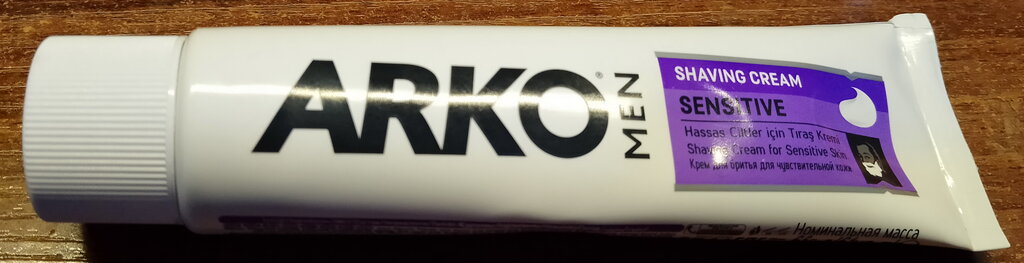 ARKO®
MEN
SHAVING CREAM
SENSITIVE
Hassas Ciltler için Tıraş Kremi
Shaving Cream for Sensitive Skin
Крем для бритья для чувствительной кожи
Номинальная масса